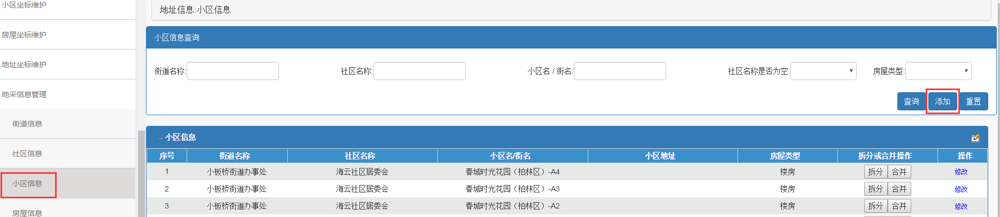 小区坐标维护
房屋坐标维护
地址坐标维护
地采信息管理
街道信息
社区信息
小区信息
房屋信息
地址信息:小区信息
小区信息查询
街道名称: 社区名称: 小区名 / 街名: 社区名称是否为空: 房屋类型:
查询 添加 重置
小区信息
序号 街道名称 社区名称 小区名/街名 小区地址 房屋类型 拆分或合并操作 操作
1 小板桥街道办事处 海云社区居委会 春城时光花园（柏林区）-A4 楼房 拆分 合并 修改
2 小板桥街道办事处 海云社区居委会 春城时光花园（柏林区）-A3 楼房 拆分 合并 修改
3 小板桥街道办事处 海云社区居委会 春城时光花园（柏林区）-A2 楼房 拆分 合并 修改